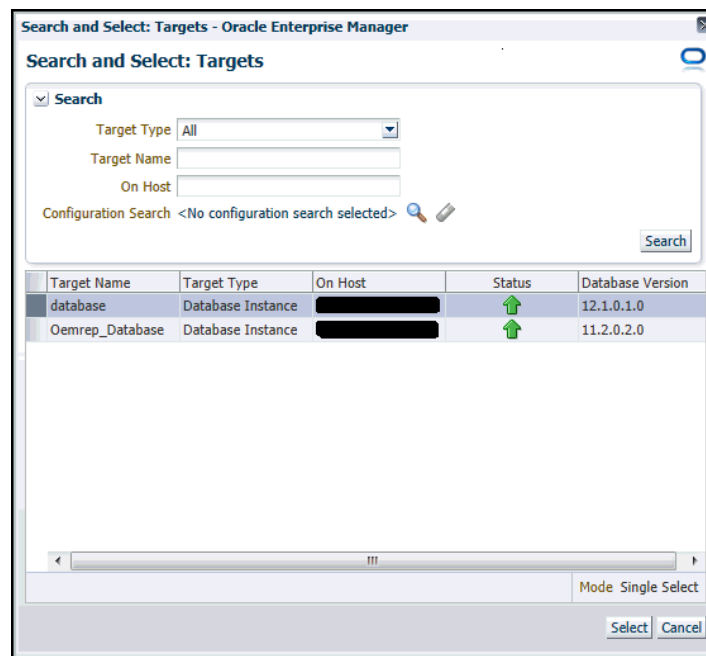 Search and Select: Targets - Oracle Enterprise Manager
Search and Select: Targets
Search
Target Type All
Target Name
On Host
Configuration Search <No configuration search selected>
Search
Target Name Target Type On Host Status Database Version
database Database Instance 12.1.0.1.0
Oemrep_Database Database Instance 11.2.0.2.0
Mode Single Select
Select Cancel